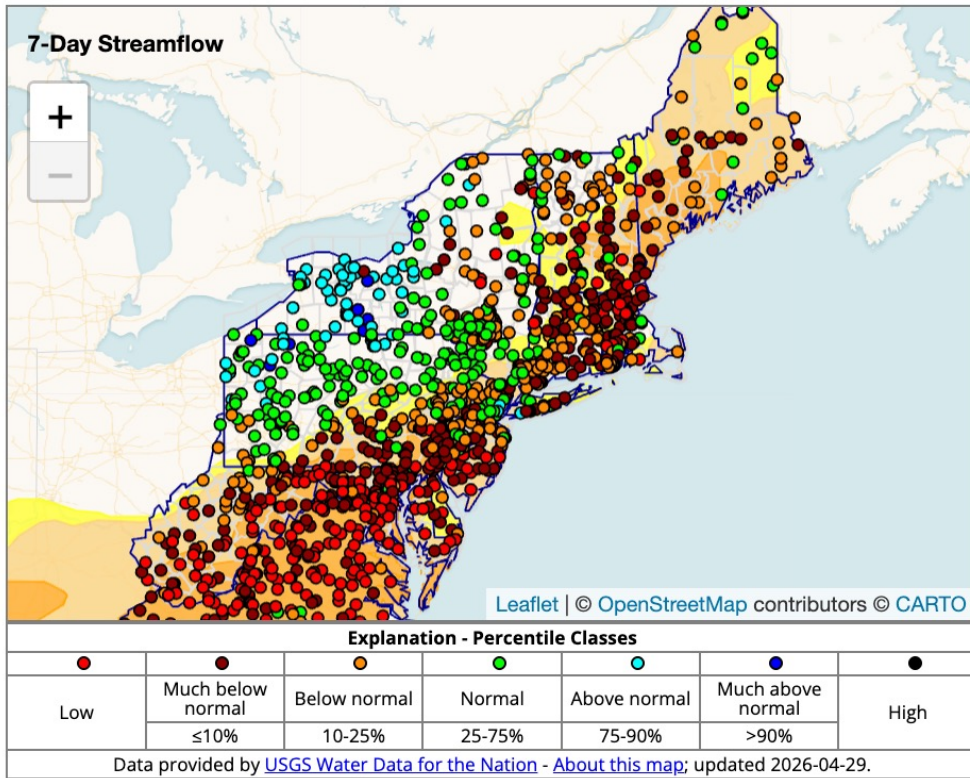 7-Day Streamflow
+
−
Leaflet | © OpenStreetMap contributors © CARTO
Explanation - Percentile Classes
Low
Much below normal
Below normal
Normal
Above normal
Much above normal
High
≤10%
10-25%
25-75%
75-90%
>90%
Data provided by USGS Water Data for the Nation - About this map; updated 2026-04-29.